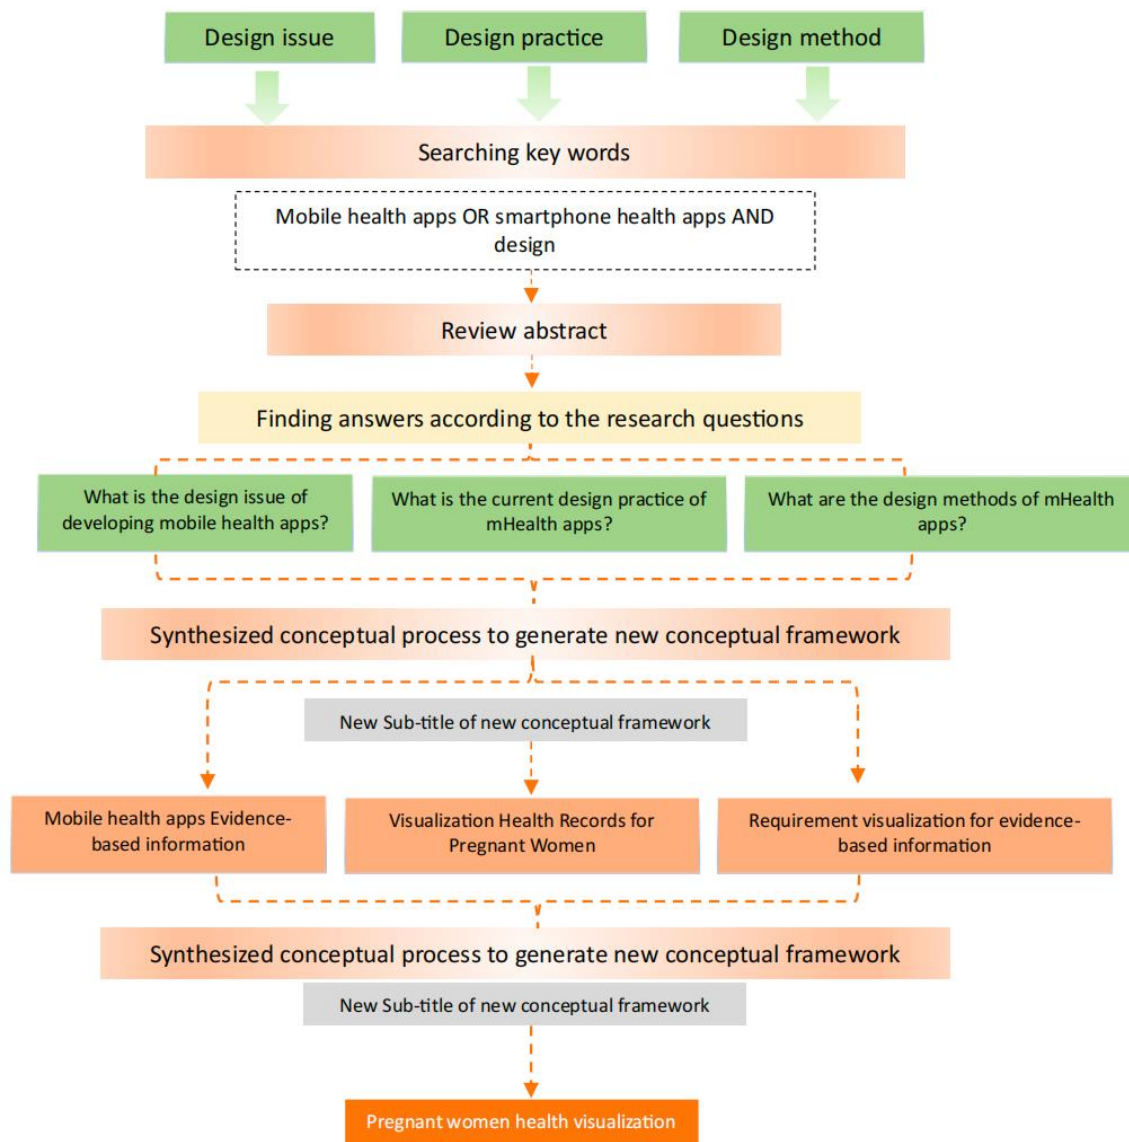 Design issue
Design practice
Design method
Searching key words
Mobile health apps OR smartphone health apps AND
design
Review abstract
Finding answers according to the research questions
What is the design issue of
developing mobile health apps?
What is the current design practice of
mHealth apps?
What are the design methods of mHealth
apps?
Synthesized conceptual process to generate new conceptual framework
New Sub-title of new conceptual framework
Mobile health apps Evidence-
based information
Visualization Health Records for
Pregnant Women
Requirement visualization for evidence-
based information
Synthesized conceptual process to generate new conceptual framework
New Sub-title of new conceptual framework
Pregnant women health visualization